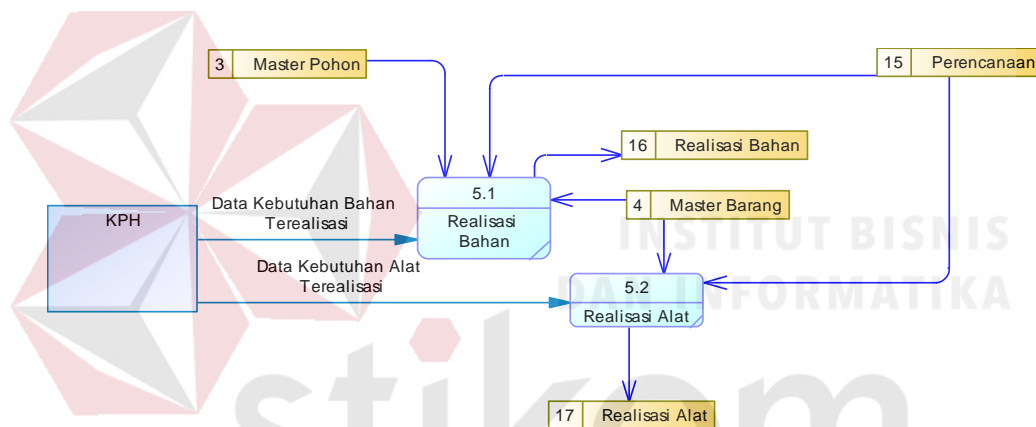 3 Master Pohon
15 Perencanaan
16 Realisasi Bahan
5.1
Realisasi
Bahan
4 Master Barang
KPH
Data Kebutuhan Bahan
Terealisasi
Data Kebutuhan Alat
Terealisasi
5.2
Realisasi Alat
17 Realisasi Alat
INSTITUT BISNIS
DAN INFORMATIKA
stikom